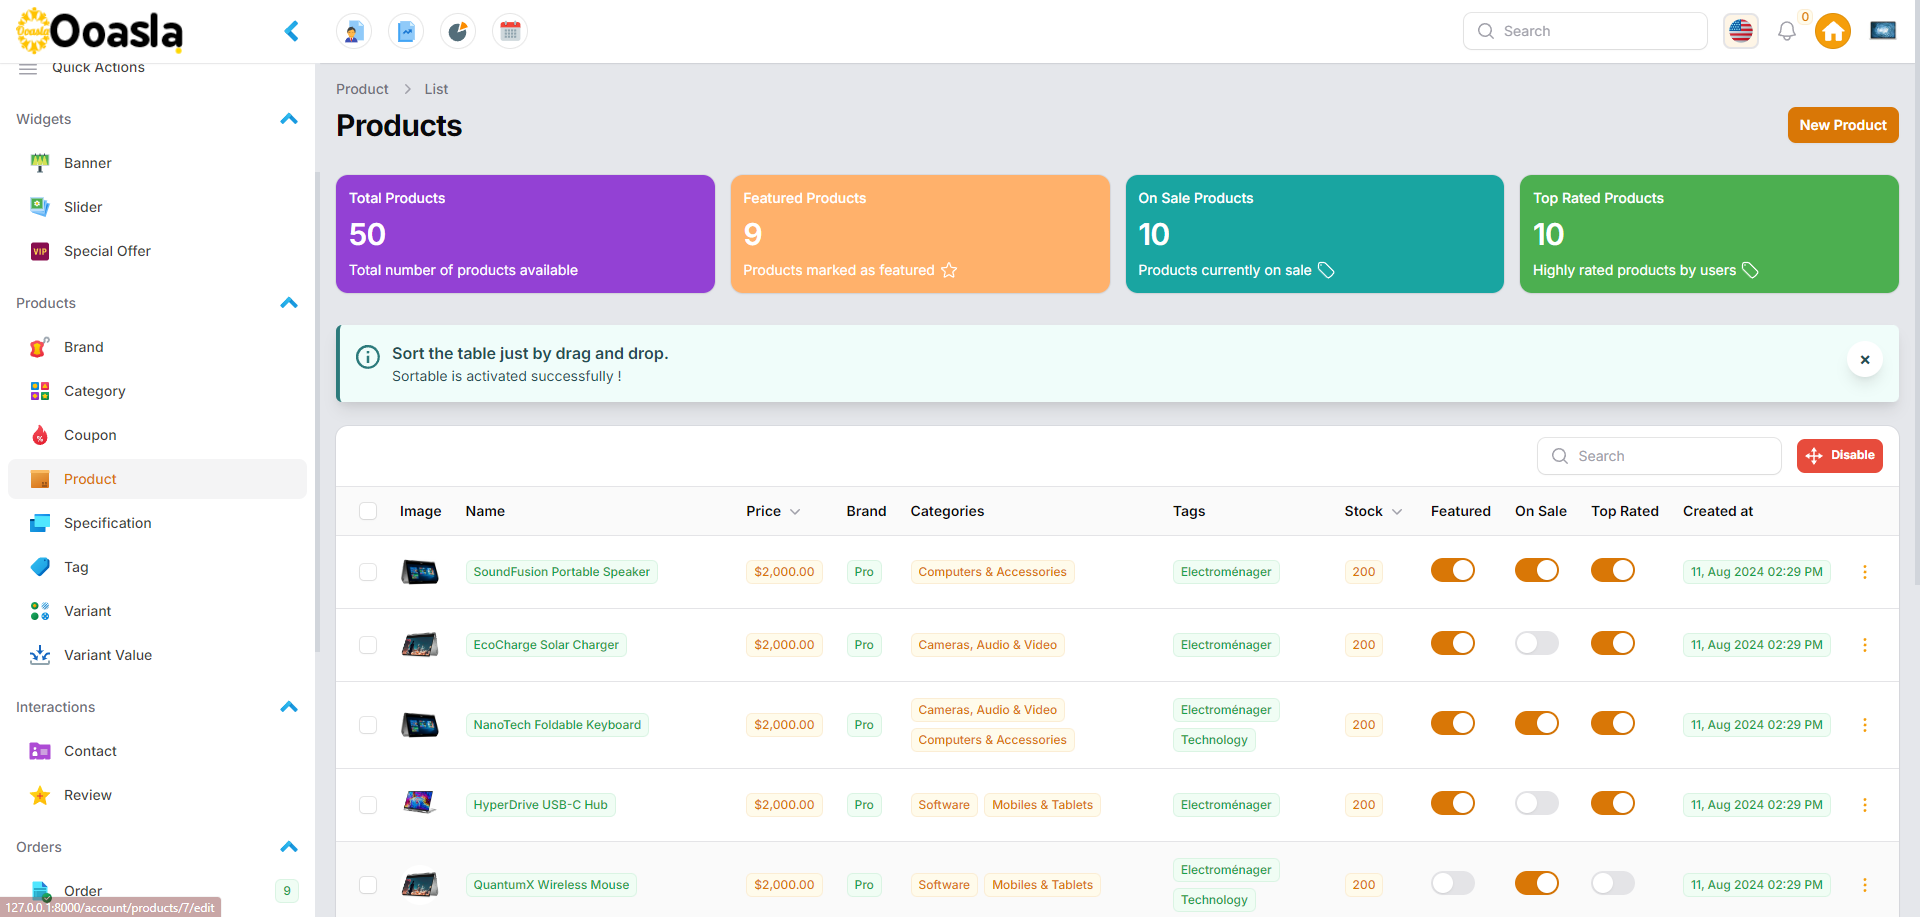 Ooasla
Search
0
Quick Actions
Widgets
Banner
Slider
VIP Special Offer
Products
Brand
Category
Coupon
Product
Specification
Tag
Variant
Variant Value
Interactions
Contact
Review
Orders
Order 9
127.0.0.1:8000/account/products/7/edit
Product List
Products
New Product
Total Products
50
Total number of products available
Featured Products
9
Products marked as featured
On Sale Products
10
Products currently on sale
Top Rated Products
10
Highly rated products by users
Sort the table just by drag and drop.
Sortable is activated successfully !
Search
Disable
Image Name Price Brand Categories Tags Stock Featured On Sale Top Rated Created at
SoundFusion Portable Speaker $2,000.00 Pro Computers & Accessories Electroménager 200 11, Aug 2024 02:29 PM
EcoCharge Solar Charger $2,000.00 Pro Cameras, Audio & Video Electroménager 200 11, Aug 2024 02:29 PM
Cameras, Audio & Video Electroménager
NanoTech Foldable Keyboard $2,000.00 Pro 200 11, Aug 2024 02:29 PM
Computers & Accessories Technology
HyperDrive USB-C Hub $2,000.00 Pro Software Mobiles & Tablets Electroménager 200 11, Aug 2024 02:29 PM
Electroménager
QuantumX Wireless Mouse $2,000.00 Pro Software Mobiles & Tablets 200 11, Aug 2024 02:29 PM
Technology